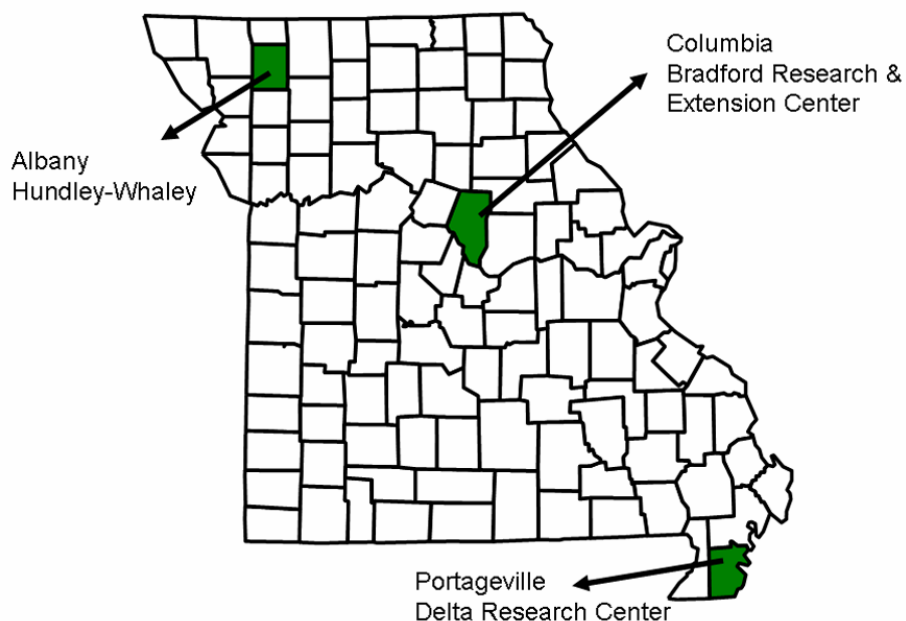 Columbia
Bradford Research &
Extension Center
Albany
Hundley-Whaley
Portageville
Delta Research Center